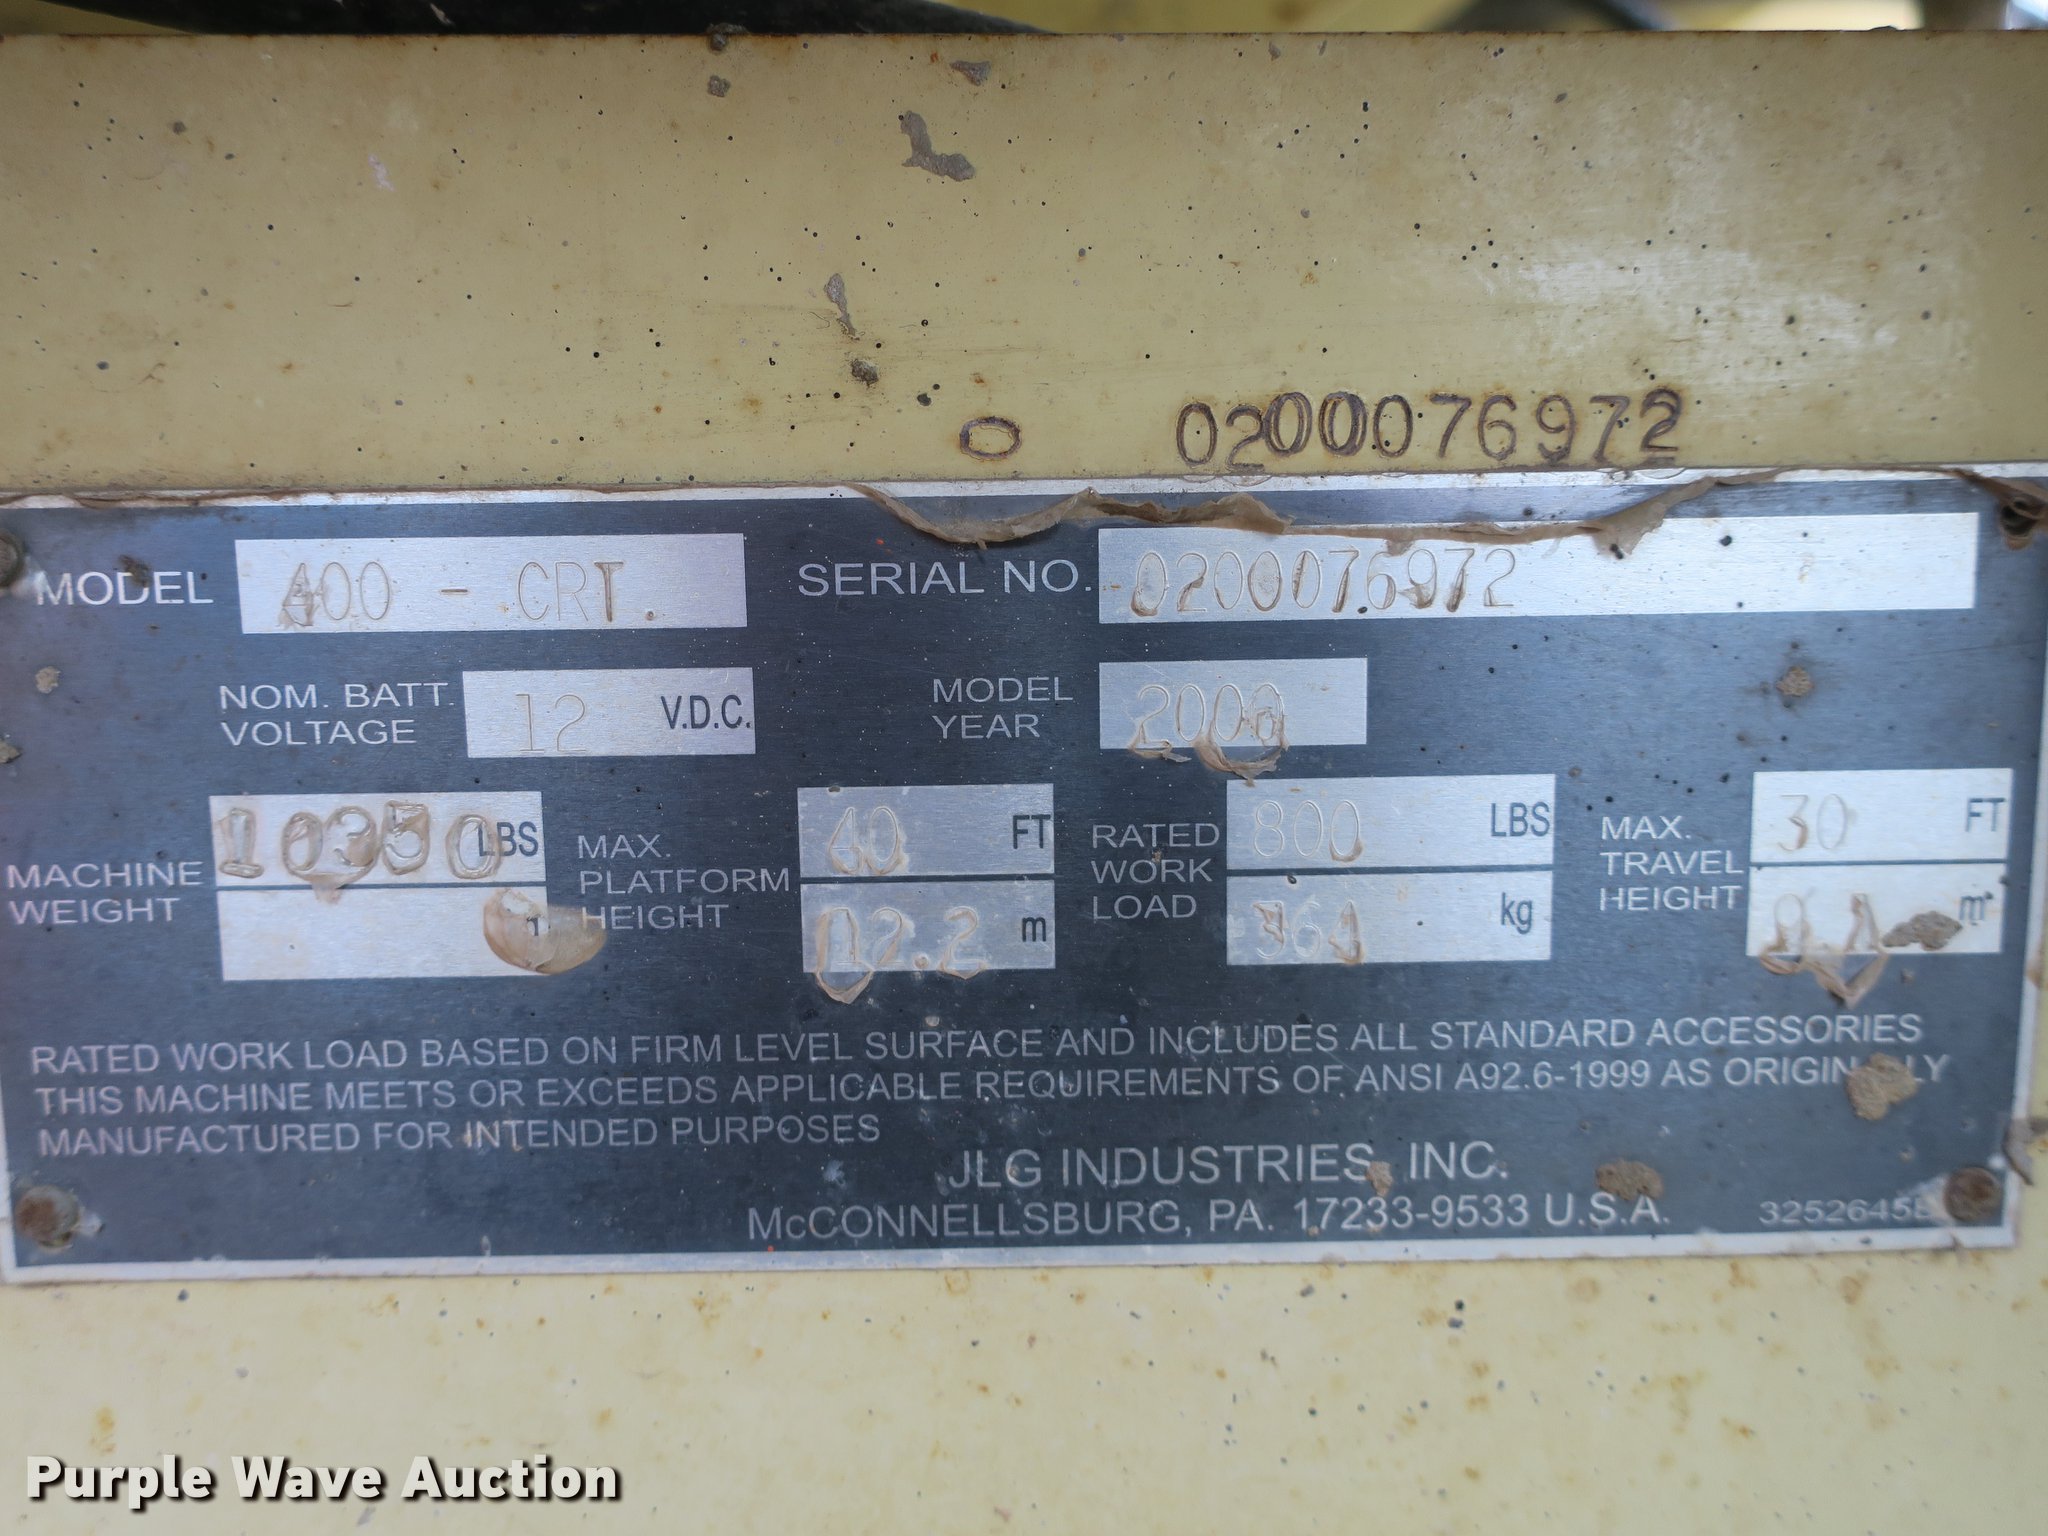 0 0200076972
MODEL 400 - CRT. SERIAL NO. 0200076972
NOM. BATT. VOLTAGE 12 V.D.C. MODEL YEAR 2000
MACHINE WEIGHT 10350 LBS
MAX. PLATFORM HEIGHT 40 FT 12.2 m
RATED WORK LOAD 800 LBS 364 kg
MAX. TRAVEL HEIGHT 30 FT m
RATED WORK LOAD BASED ON FIRM LEVEL SURFACE AND INCLUDES ALL STANDARD ACCESSORIES
THIS MACHINE MEETS OR EXCEEDS APPLICABLE REQUIREMENTS OF ANSI A92.6-1999 AS ORIGINALLY
MANUFACTURED FOR INTENDED PURPOSES
JLG INDUSTRIES, INC.
McCONNELLSBURG, PA. 17233-9533 U.S.A.
Purple Wave Auction